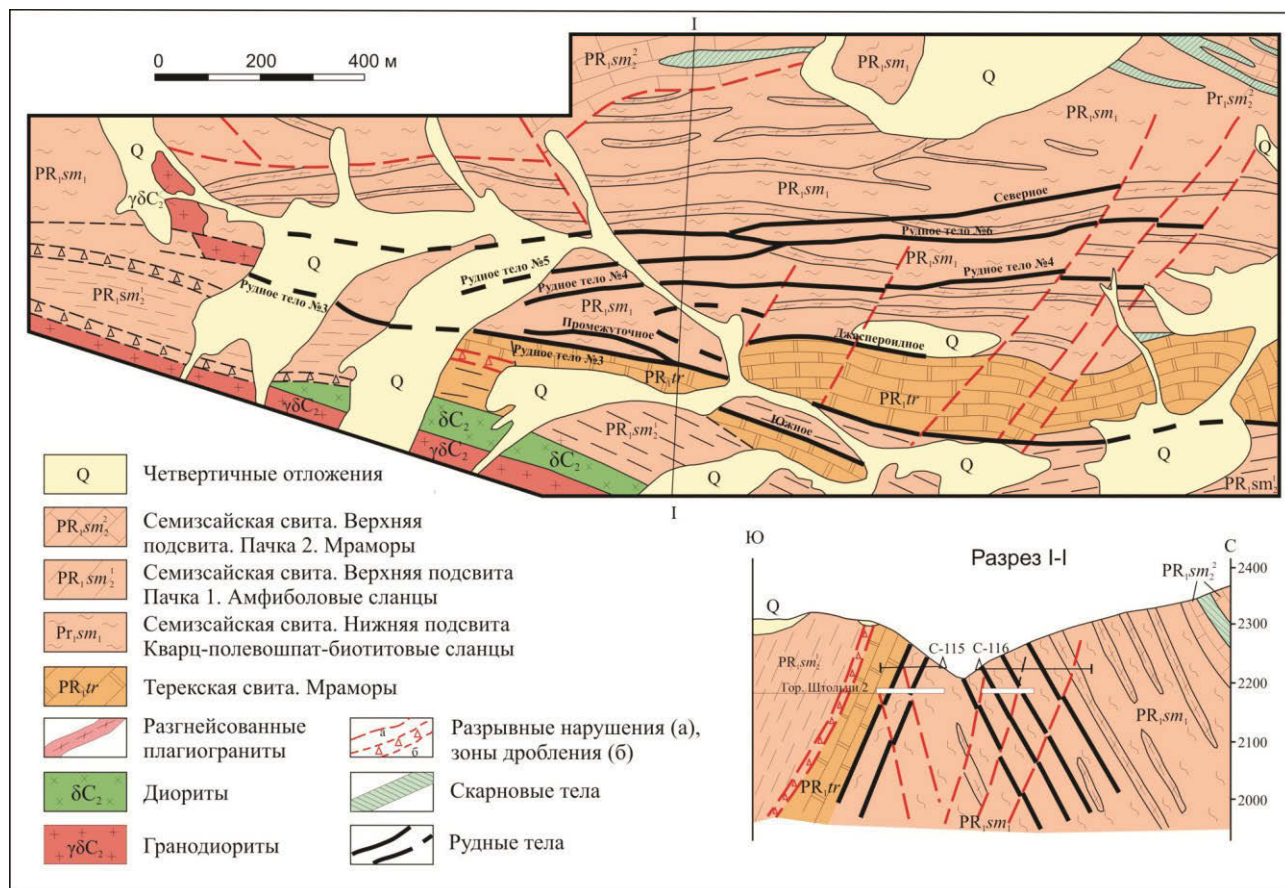 I
0 200 400 м
PR₁sm₂²
PR₁sm₁
Q
PR₁sm₁
Pr₁sm₂²
Q
Q
PR₁sm₁
γδC₂
PR₁sm₁
PR₁sm₁
Северное
Рудное тело №6
Q
Рудное тело №5
Рудное тело №4
PR₁sm₁
Рудное тело №4
PR₁sm₂¹
Рудное тело №3
PR₁sm₁
Промежуточное
Рудное тело №3
Джаспероидное
Q
Q
PR₁tr
PR₁tr
γδC₂
δC₂
γδC₂
δC₂
PR₁sm₂¹
Южное
Q
Q
Q
PR₁sm₂¹
I
Q Четвертичные отложения
PR₁sm₂² Семизсайская свита. Верхняя
подсвита. Пачка 2. Мраморы
PR₁sm₂¹ Семизсайская свита. Верхняя подсвита
Пачка 1. Амфиболовые сланцы
Pr₁sm₁ Семизсайская свита. Нижняя подсвита
Кварц-полевошпат-биотитовые сланцы
PR₁tr Терекская свита. Мраморы
Разгнейсованные
плагиограниты
δC₂ Диориты
γδC₂ Гранодиориты
а
б
Разрывные нарушения (а),
зоны дробления (б)
Скарновые тела
Рудные тела
Ю
Разрез I-I
С
PR₁sm₂²
2400
Q
2300
С-115
С-116
PR₁sm₂¹
Гор. Штольни 2
2200
PR₁sm₁
2100
PR₁tr
2000
PR₁sm₁